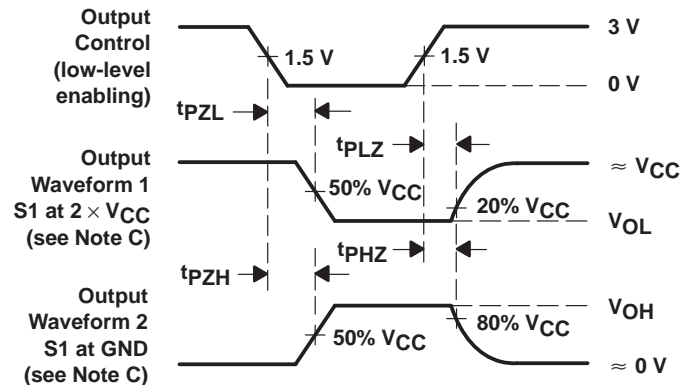 Output
Control
(low-level
enabling)
1.5 V
1.5 V
3 V
0 V
tPZL
tPLZ
Output
Waveform 1
S1 at 2 × VCC
(see Note C)
50% VCC
20% VCC
≈ VCC
VOL
tPZH
tPHZ
Output
Waveform 2
S1 at GND
(see Note C)
50% VCC
80% VCC
VOH
≈ 0 V